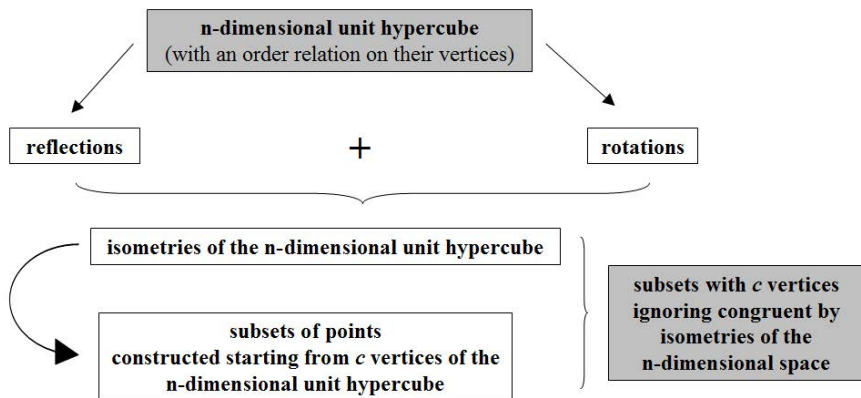 n-dimensional unit hypercube
(with an order relation on their vertices)
reflections
+
rotations
isometries of the n-dimensional unit hypercube
subsets of points
constructed starting from c vertices of the
n-dimensional unit hypercube
subsets with c vertices
ignoring congruent by
isometries of the
n-dimensional space